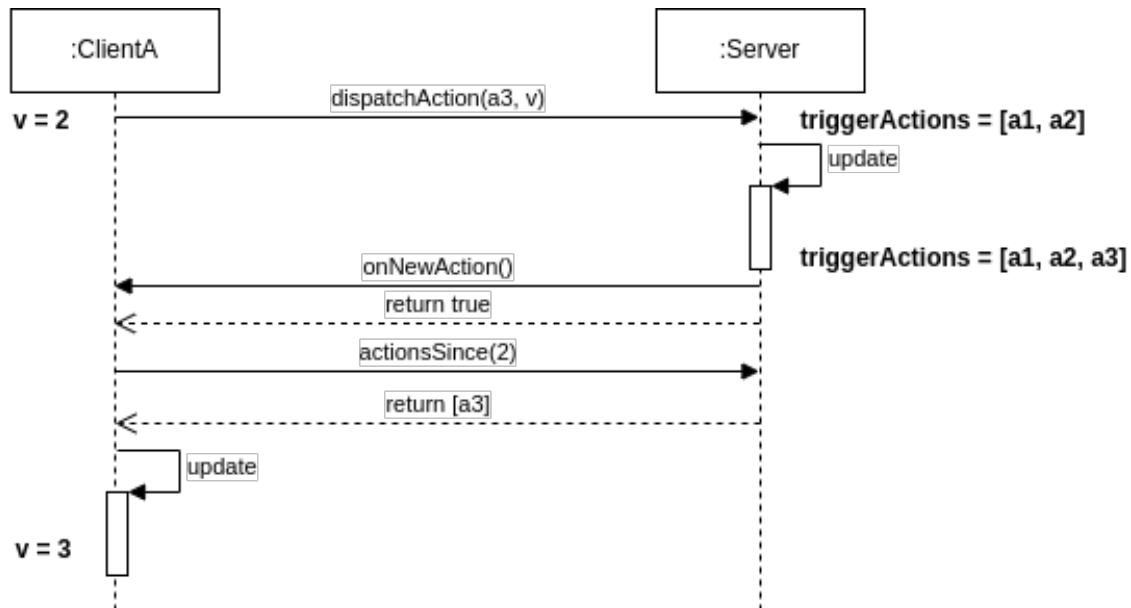 :ClientA
:Server
dispatchAction(a3, v)
v = 2
triggerActions = [a1, a2]
update
triggerActions = [a1, a2, a3]
onNewAction()
return true
actionsSince(2)
return [a3]
update
v = 3